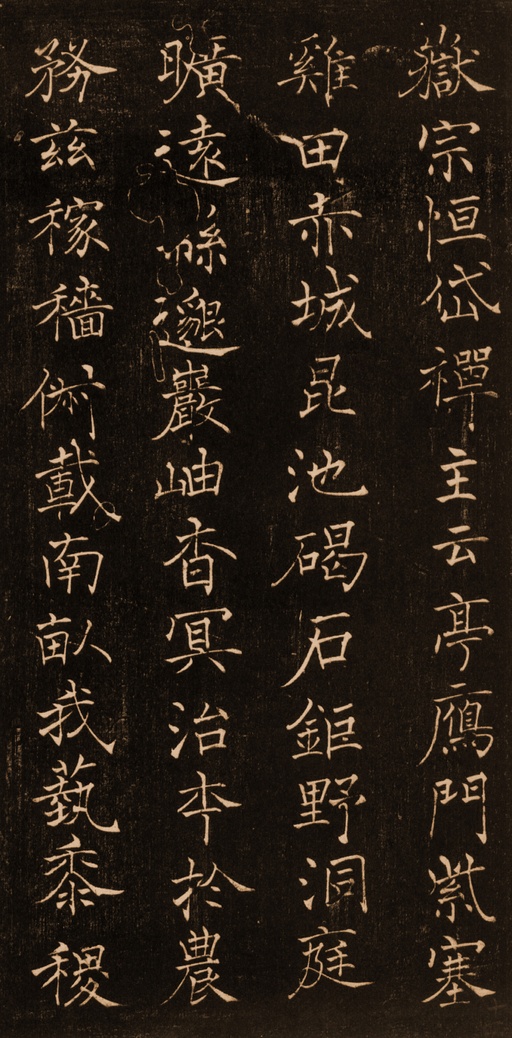 嶽宗恒岱禪主云亭鴈門紫塞
雞田赤城昆池碣石鉅野洞庭
曠遠緜邈巖岫杳冥治本於農
務兹稼穡俶載南畝我藝黍稷